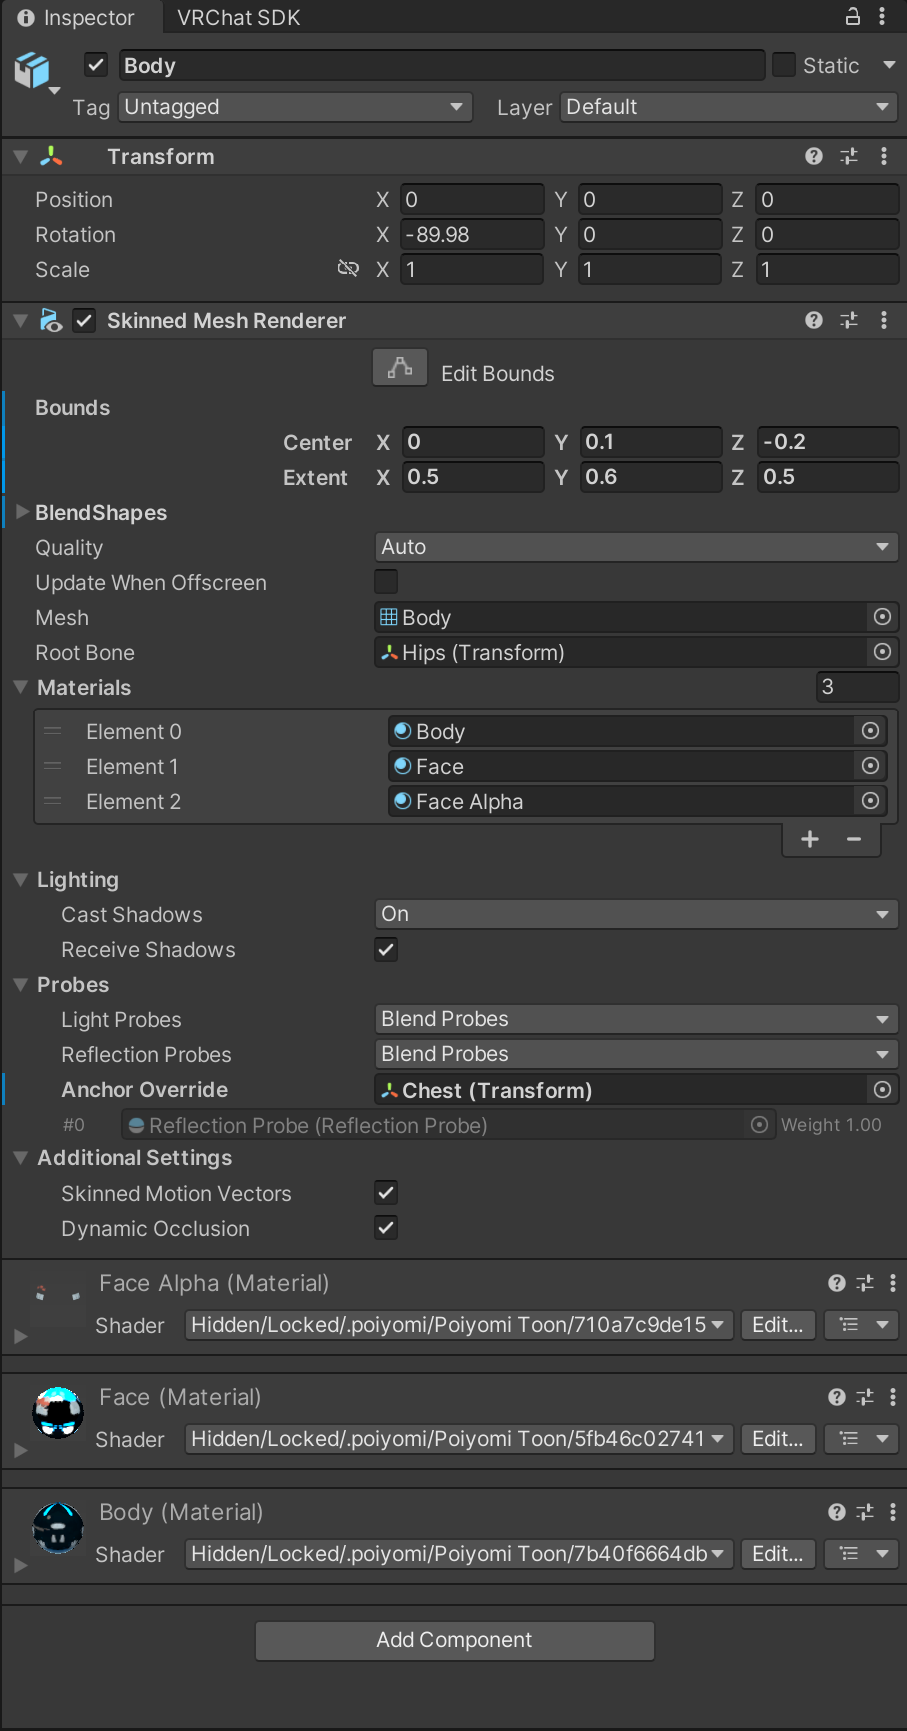 Inspector VRChat SDK
Body Static
Tag Untagged Layer Default
Transform
Position X 0 Y 0 Z 0
Rotation X -89.98 Y 0 Z 0
Scale X 1 Y 1 Z 1
Skinned Mesh Renderer
Edit Bounds
Bounds
Center X 0 Y 0.1 Z -0.2
Extent X 0.5 Y 0.6 Z 0.5
BlendShapes
Quality Auto
Update When Offscreen
Mesh Body
Root Bone Hips (Transform)
Materials 3
Element 0 Body
Element 1 Face
Element 2 Face Alpha
Lighting
Cast Shadows On
Receive Shadows
Probes
Light Probes Blend Probes
Reflection Probes Blend Probes
Anchor Override Chest (Transform)
#0 Reflection Probe (Reflection Probe) Weight 1.00
Additional Settings
Skinned Motion Vectors
Dynamic Occlusion
Face Alpha (Material)
Shader Hidden/Locked/.poiyomi/Poiyomi Toon/710a7c9de15 Edit...
Face (Material)
Shader Hidden/Locked/.poiyomi/Poiyomi Toon/5fb46c02741 Edit...
Body (Material)
Shader Hidden/Locked/.poiyomi/Poiyomi Toon/7b40f6664db Edit...
Add Component